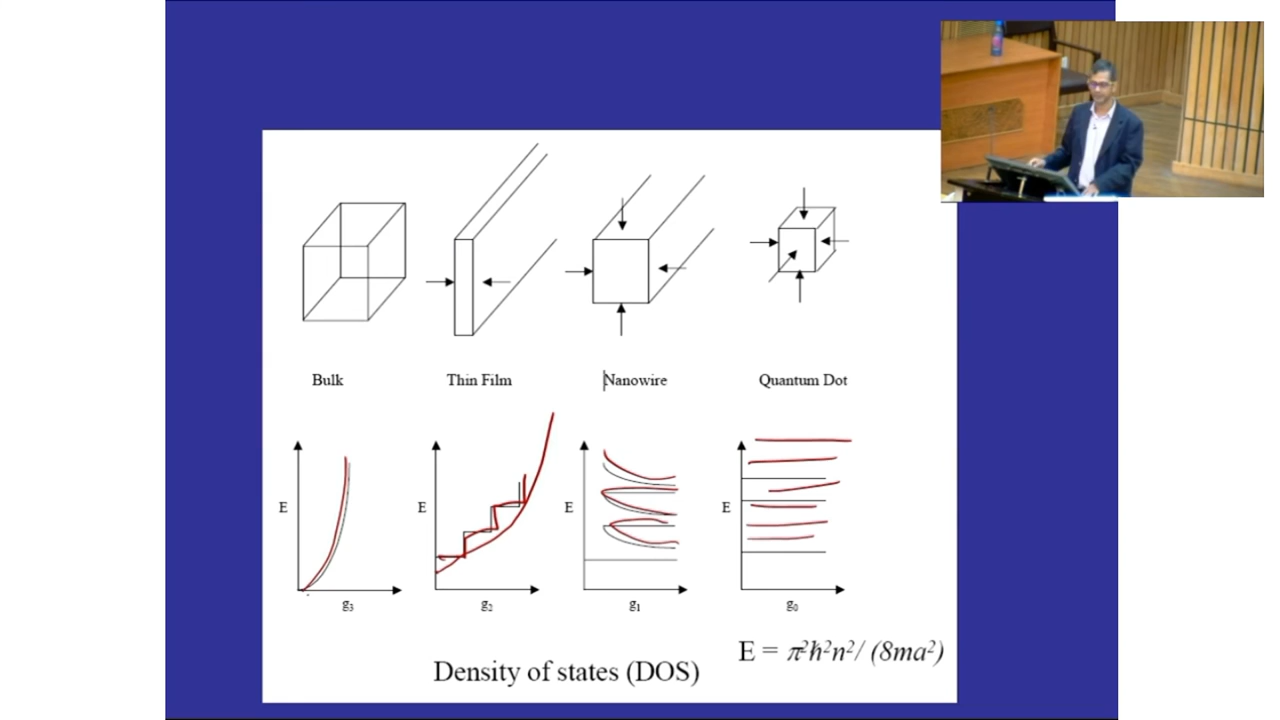 Bulk Thin Film Nanowire Quantum Dot
E E E E
g₃ g₂ g₁ g₀
E = π²ħ²n²/ (8ma²)
Density of states (DOS)